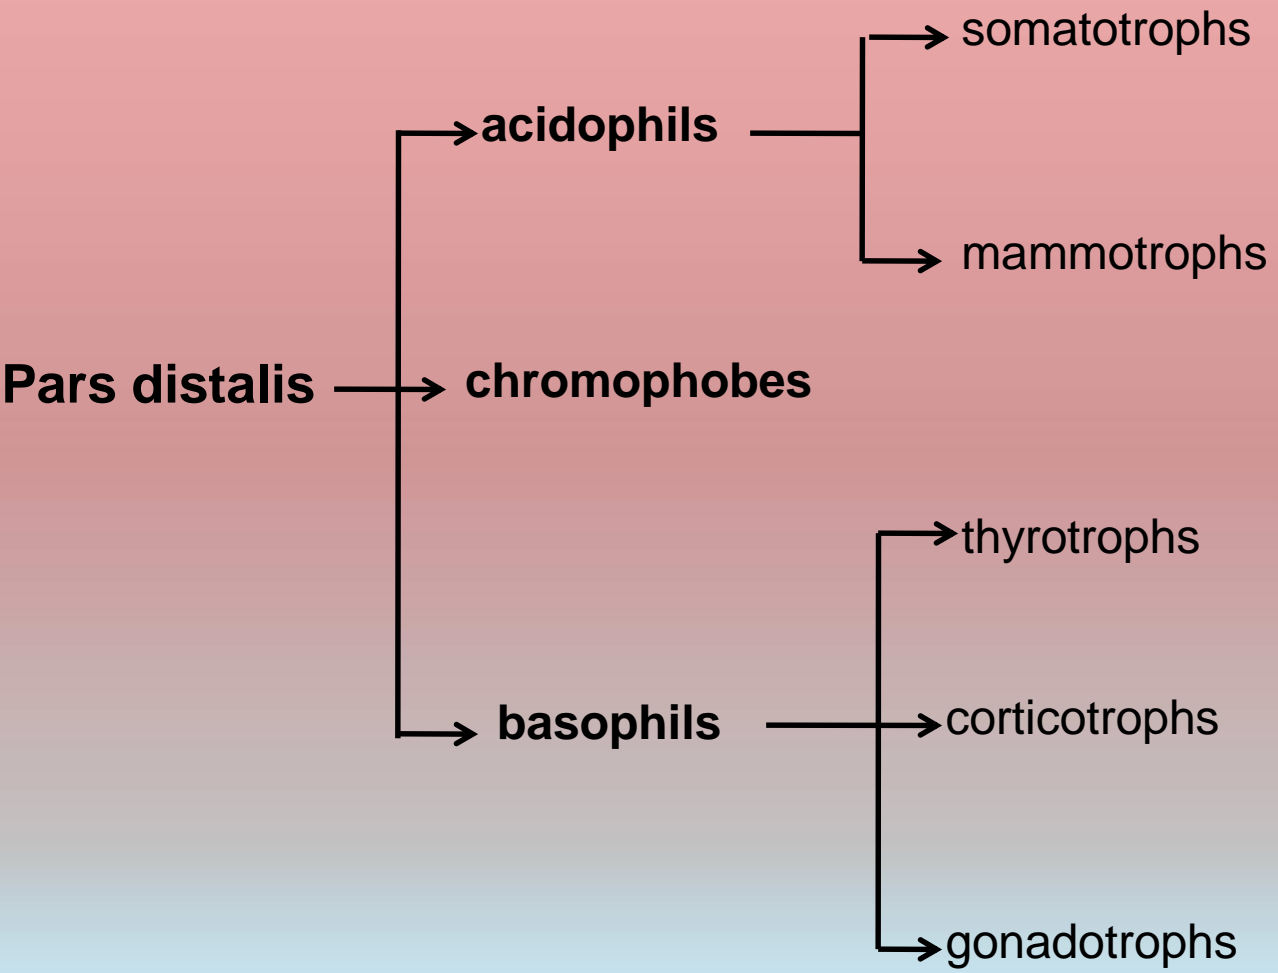 somatotrophs
acidophils
mammotrophs
Pars distalis
chromophobes
thyrotrophs
basophils
corticotrophs
gonadotrophs